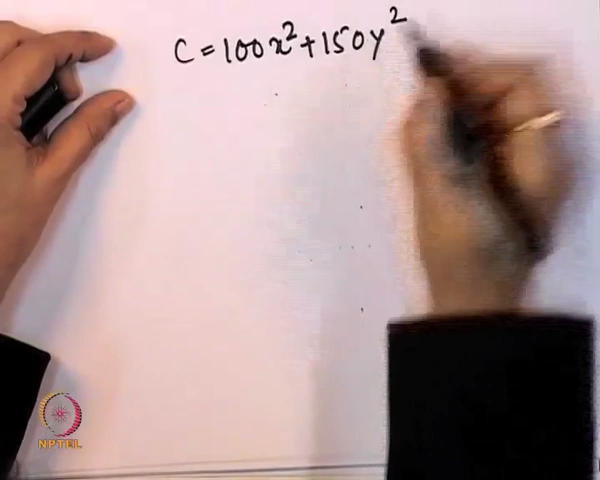 C = 100x² + 150y²
NPTEL